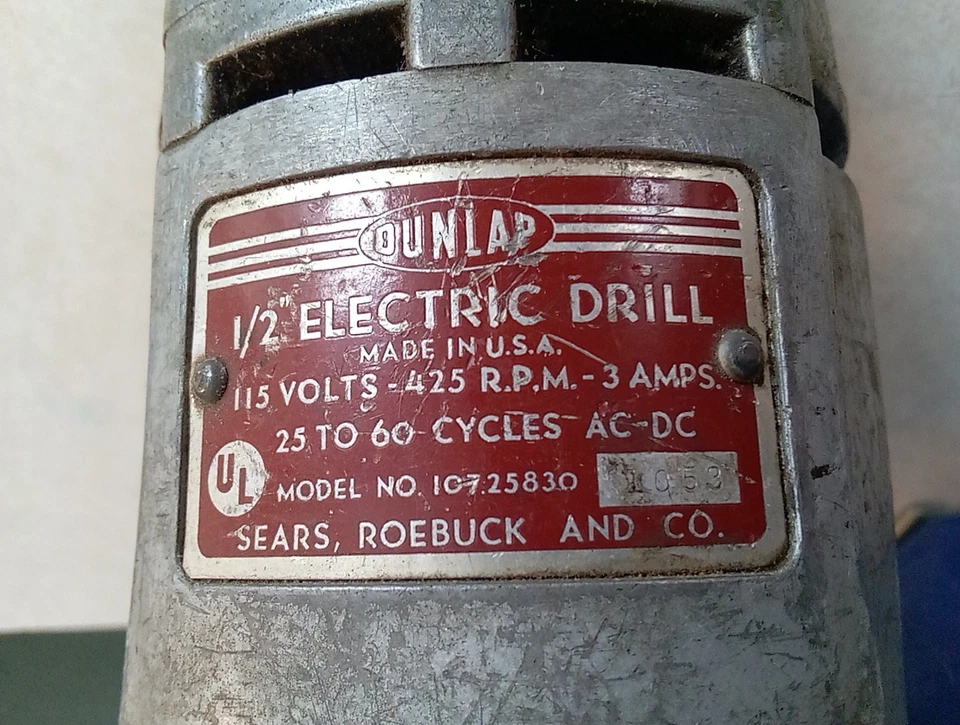 DUNLAP
1/2" ELECTRIC DRILL
MADE IN U.S.A.
115 VOLTS - 425 R.P.M. - 3 AMPS.
25 TO 60 CYCLES AC-DC
UL MODEL NO. 107.25830 1053
SEARS, ROEBUCK AND CO.